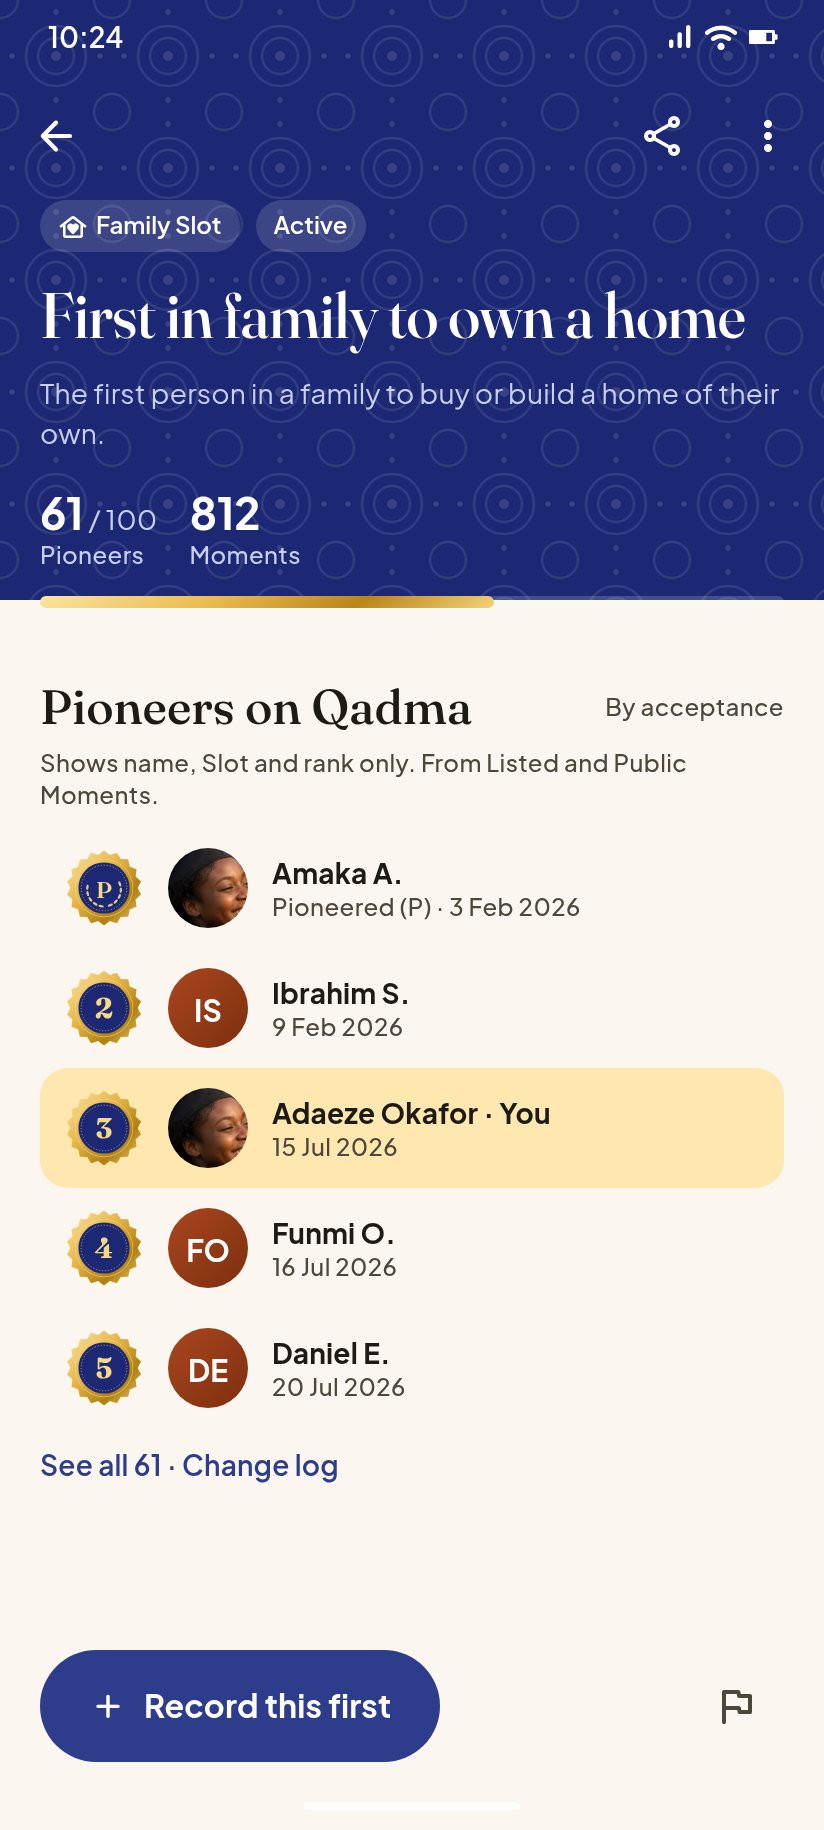 10:24
Family Slot
Active
First in family to own a home
The first person in a family to buy or build a home of their
own.
61 / 100
Pioneers
812
Moments
Pioneers on Qadma
By acceptance
Shows name, Slot and rank only. From Listed and Public
Moments.
P
Amaka A.
Pioneered (P) · 3 Feb 2026
2
IS
Ibrahim S.
9 Feb 2026
3
Adaeze Okafor · You
15 Jul 2026
4
FO
Funmi O.
16 Jul 2026
5
DE
Daniel E.
20 Jul 2026
See all 61 · Change log
+ Record this first